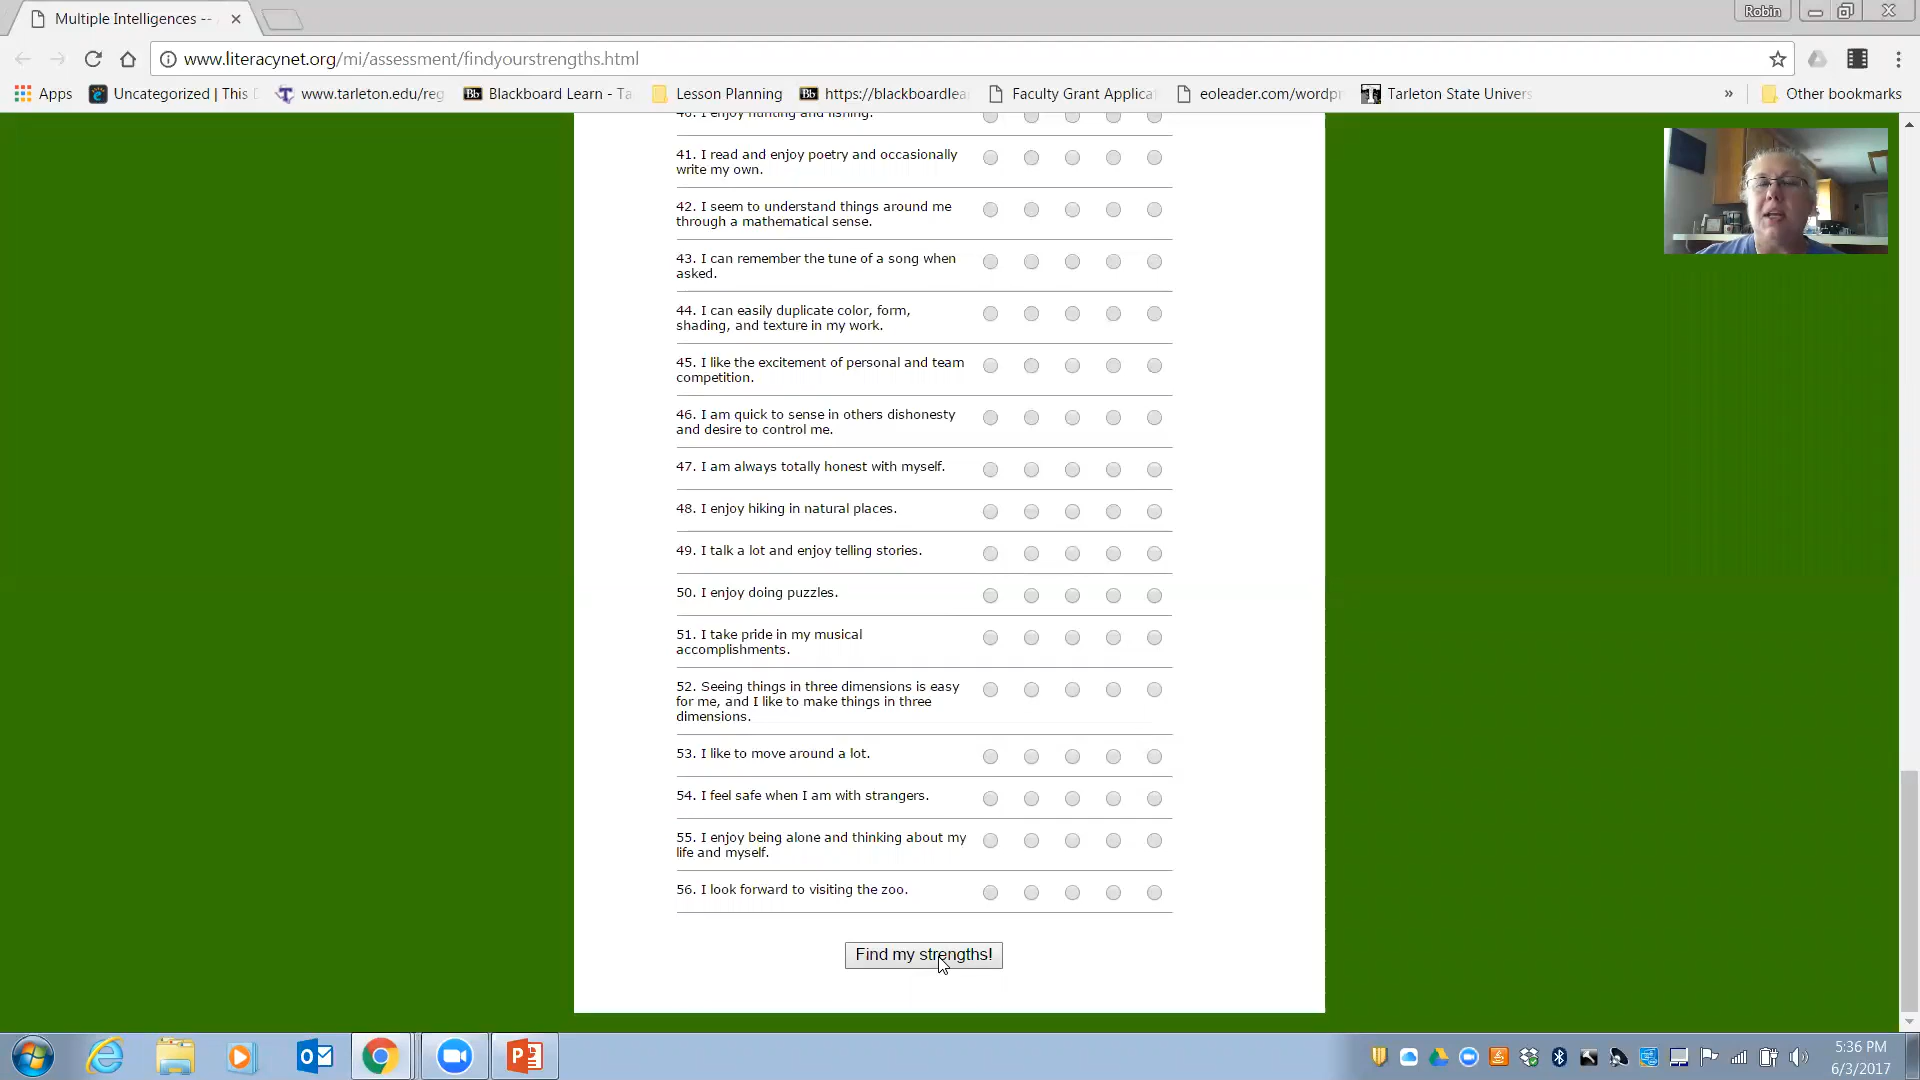 Multiple Intelligences --
Robin
www.literacynet.org/mi/assessment/findyourstrengths.html
Apps
Uncategorized | This
www.tarleton.edu/reg
Blackboard Learn - Ta
Lesson Planning
https://blackboardlea
Faculty Grant Applica
eoleader.com/wordpr
Tarleton State Univers
»
Other bookmarks
40. I enjoy hunting and fishing.
41. I read and enjoy poetry and occasionally
write my own.
42. I seem to understand things around me
through a mathematical sense.
43. I can remember the tune of a song when
asked.
44. I can easily duplicate color, form,
shading, and texture in my work.
45. I like the excitement of personal and team
competition.
46. I am quick to sense in others dishonesty
and desire to control me.
47. I am always totally honest with myself.
48. I enjoy hiking in natural places.
49. I talk a lot and enjoy telling stories.
50. I enjoy doing puzzles.
51. I take pride in my musical
accomplishments.
52. Seeing things in three dimensions is easy
for me, and I like to make things in three
dimensions.
53. I like to move around a lot.
54. I feel safe when I am with strangers.
55. I enjoy being alone and thinking about my
life and myself.
56. I look forward to visiting the zoo.
Find my strengths!
5:36 PM
6/3/2017